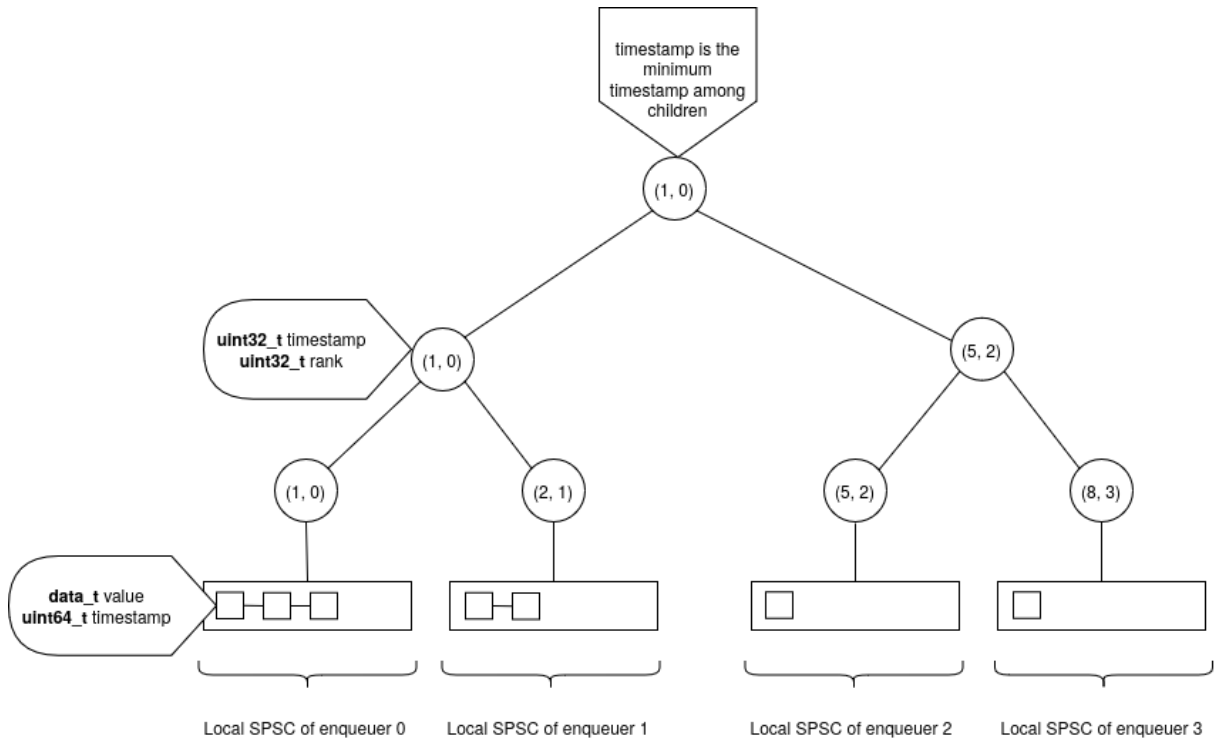 timestamp is the
minimum
timestamp among
children
(1, 0)
uint32_t timestamp
uint32_t rank
(1, 0)
(5, 2)
(1, 0)
(2, 1)
(5, 2)
(8, 3)
data_t value
uint64_t timestamp
Local SPSC of enqueuer 0
Local SPSC of enqueuer 1
Local SPSC of enqueuer 2
Local SPSC of enqueuer 3